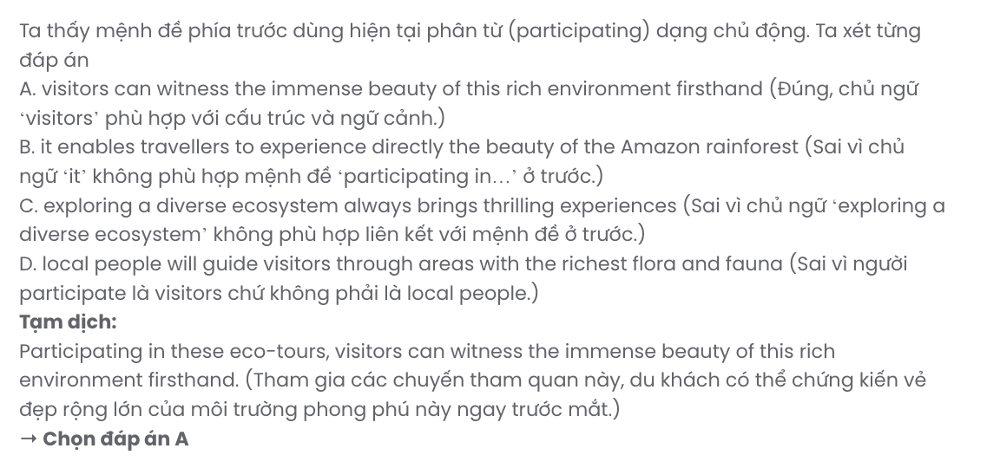 Ta thấy mệnh đề phía trước dùng hiện tại phân từ (participating) dạng chủ động. Ta xét từng
đáp án
A. visitors can witness the immense beauty of this rich environment firsthand (Đúng, chủ ngữ
‘visitors’ phù hợp với cấu trúc và ngữ cảnh.)
B. it enables travellers to experience directly the beauty of the Amazon rainforest (Sai vì chủ
ngữ ‘it’ không phù hợp mệnh đề ‘participating in…’ ở trước.)
C. exploring a diverse ecosystem always brings thrilling experiences (Sai vì chủ ngữ ‘exploring a
diverse ecosystem’ không phù hợp liên kết với mệnh đề ở trước.)
D. local people will guide visitors through areas with the richest flora and fauna (Sai vì người
participate là visitors chứ không phải là local people.)
Tạm dịch:
Participating in these eco-tours, visitors can witness the immense beauty of this rich
environment firsthand. (Tham gia các chuyến tham quan này, du khách có thể chứng kiến vẻ
đẹp rộng lớn của môi trường phong phú này ngay trước mắt.)
→ Chọn đáp án A